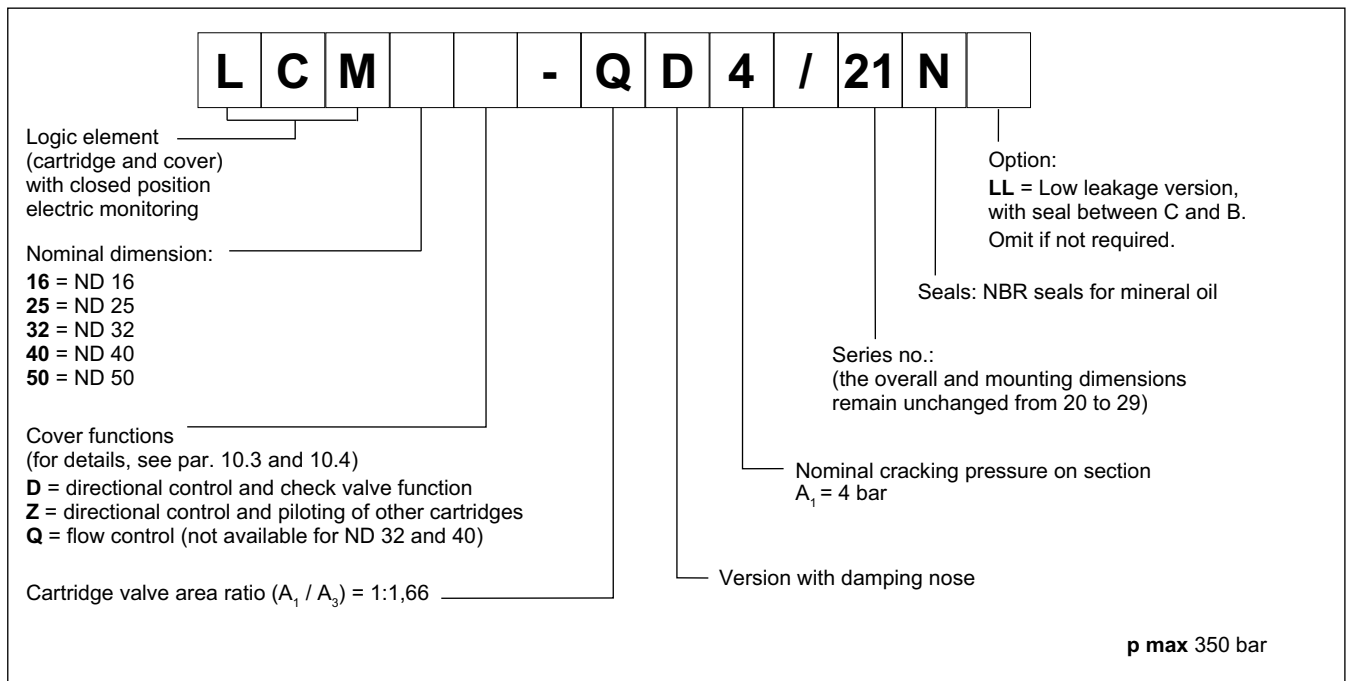 L C M - Q D 4 / 21 N
Logic element
(cartridge and cover)
with closed position
electric monitoring
Nominal dimension:
16 = ND 16
25 = ND 25
32 = ND 32
40 = ND 40
50 = ND 50
Cover functions
(for details, see par. 10.3 and 10.4)
D = directional control and check valve function
Z = directional control and piloting of other cartridges
Q = flow control (not available for ND 32 and 40)
Cartridge valve area ratio (A1 / A3) = 1:1,66
Option:
LL = Low leakage version,
with seal between C and B.
Omit if not required.
Seals: NBR seals for mineral oil
Series no.:
(the overall and mounting dimensions
remain unchanged from 20 to 29)
Nominal cracking pressure on section
A1 = 4 bar
Version with damping nose
p max 350 bar